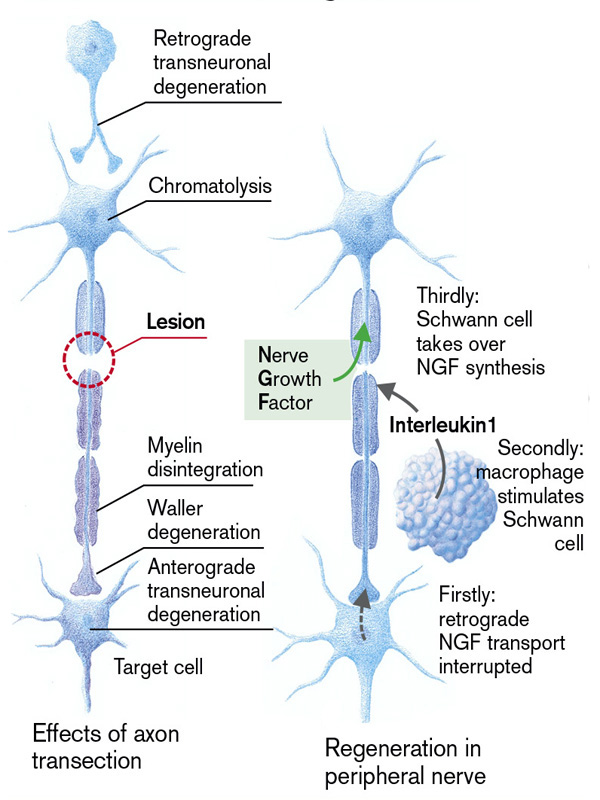 Retrograde
transneuronal
degeneration
Chromatolysis
Lesion
Myelin
disintegration
Waller
degeneration
Anterograde
transneuronal
degeneration
Target cell
Effects of axon
transection
Thirdly:
Schwann cell
takes over
NGF synthesis
Nerve
Growth
Factor
Interleukin1
Secondly:
macrophage
stimulates
Schwann
cell
Firstly:
retrograde
NGF transport
interrupted
Regeneration in
peripheral nerve